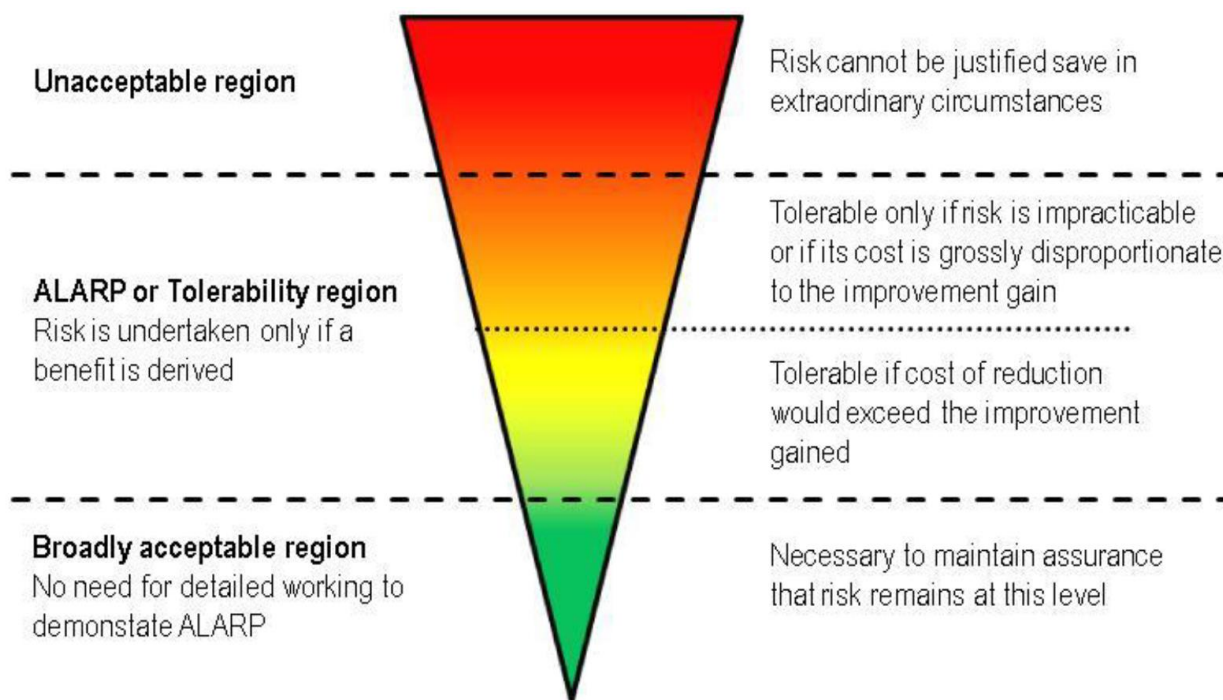 Unacceptable region
Risk cannot be justified save in
extraordinary circumstances
ALARP or Tolerability region
Risk is undertaken only if a
benefit is derived
Tolerable only if risk is impracticable
or if its cost is grossly disproportionate
to the improvement gain
Tolerable if cost of reduction
would exceed the improvement
gained
Broadly acceptable region
No need for detailed working to
demonstate ALARP
Necessary to maintain assurance
that risk remains at this level